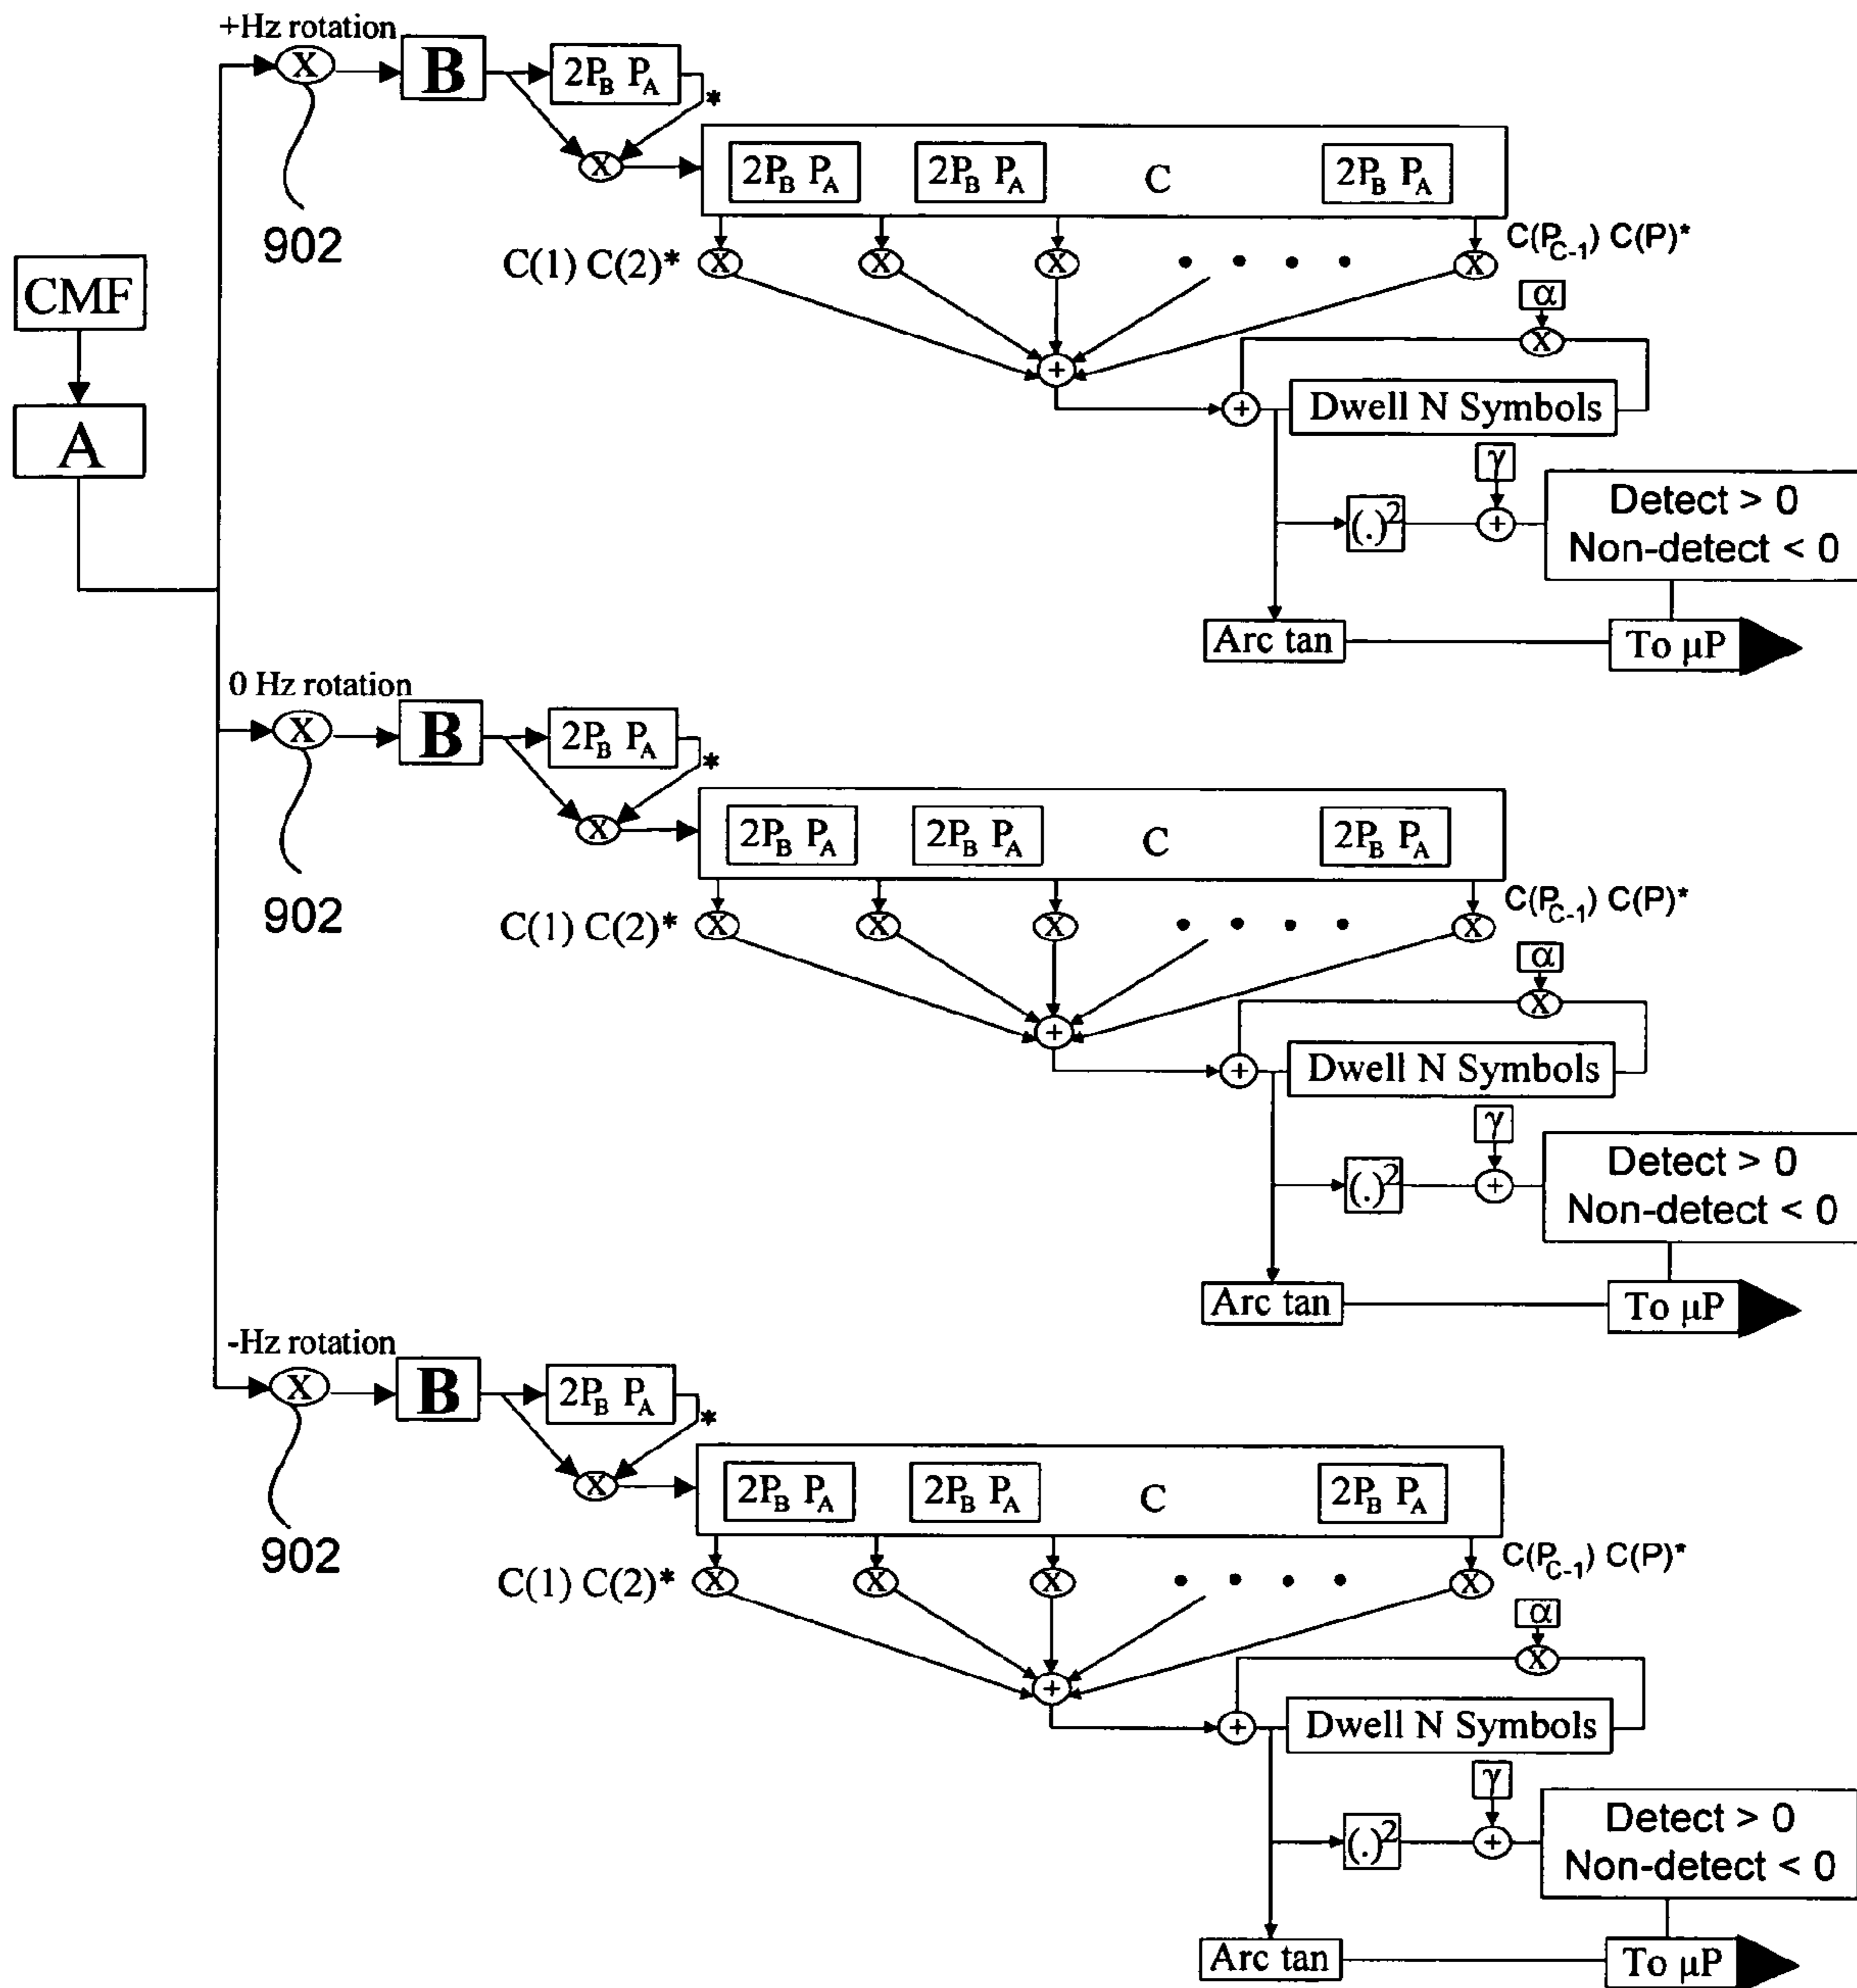 +Hz rotation
X
B
2P_B P_A
*
X
2P_B P_A
2P_B P_A
C
2P_B P_A
902
CMF
A
C(1) C(2)*
X
X
X
X
C(P_C-1) C(P)*
α
X
+
+
Dwell N Symbols
γ
(.)²
+
Detect > 0
Non-detect < 0
Arc tan
To µP
0 Hz rotation
X
B
2P_B P_A
*
X
2P_B P_A
2P_B P_A
C
2P_B P_A
902
C(1) C(2)*
X
X
X
X
C(P_C-1) C(P)*
α
X
+
+
Dwell N Symbols
γ
(.)²
+
Detect > 0
Non-detect < 0
Arc tan
To µP
-Hz rotation
X
B
2P_B P_A
*
X
2P_B P_A
2P_B P_A
C
2P_B P_A
902
C(1) C(2)*
X
X
X
X
C(P_C-1) C(P)*
α
X
+
+
Dwell N Symbols
γ
(.)²
+
Detect > 0
Non-detect < 0
Arc tan
To µP